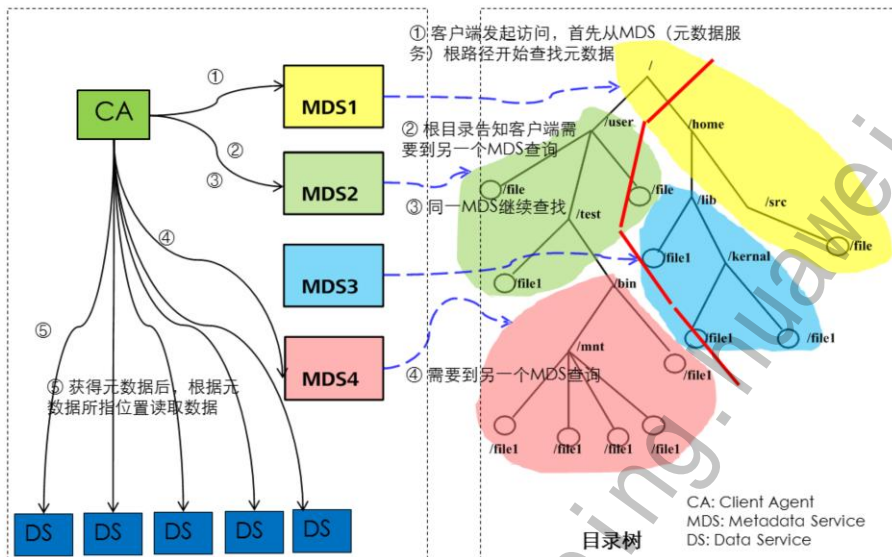 ① 客户端发起访问，首先从MDS（元数据服
务）根路径开始查找元数据
①
CA
MDS1
/
/user
/home
② 根目录告知客户端需
要到另一个MDS查询
②
③
MDS2
/file
/file
/lib
/src
③ 同一MDS继续查找
/test
/file
④
MDS3
/file1
/file1
/kernal
/bin
⑤
MDS4
/mnt
/file1
/file1
/file1
④ 需要到另一个MDS查询
⑤ 获得元数据后，根据元
数据所指位置读取数据
/file1
/file1
/file1
/file1
DS
DS
DS
DS
DS
目录树
CA: Client Agent
MDS: Metadata Service
DS: Data Service
ning.huawei